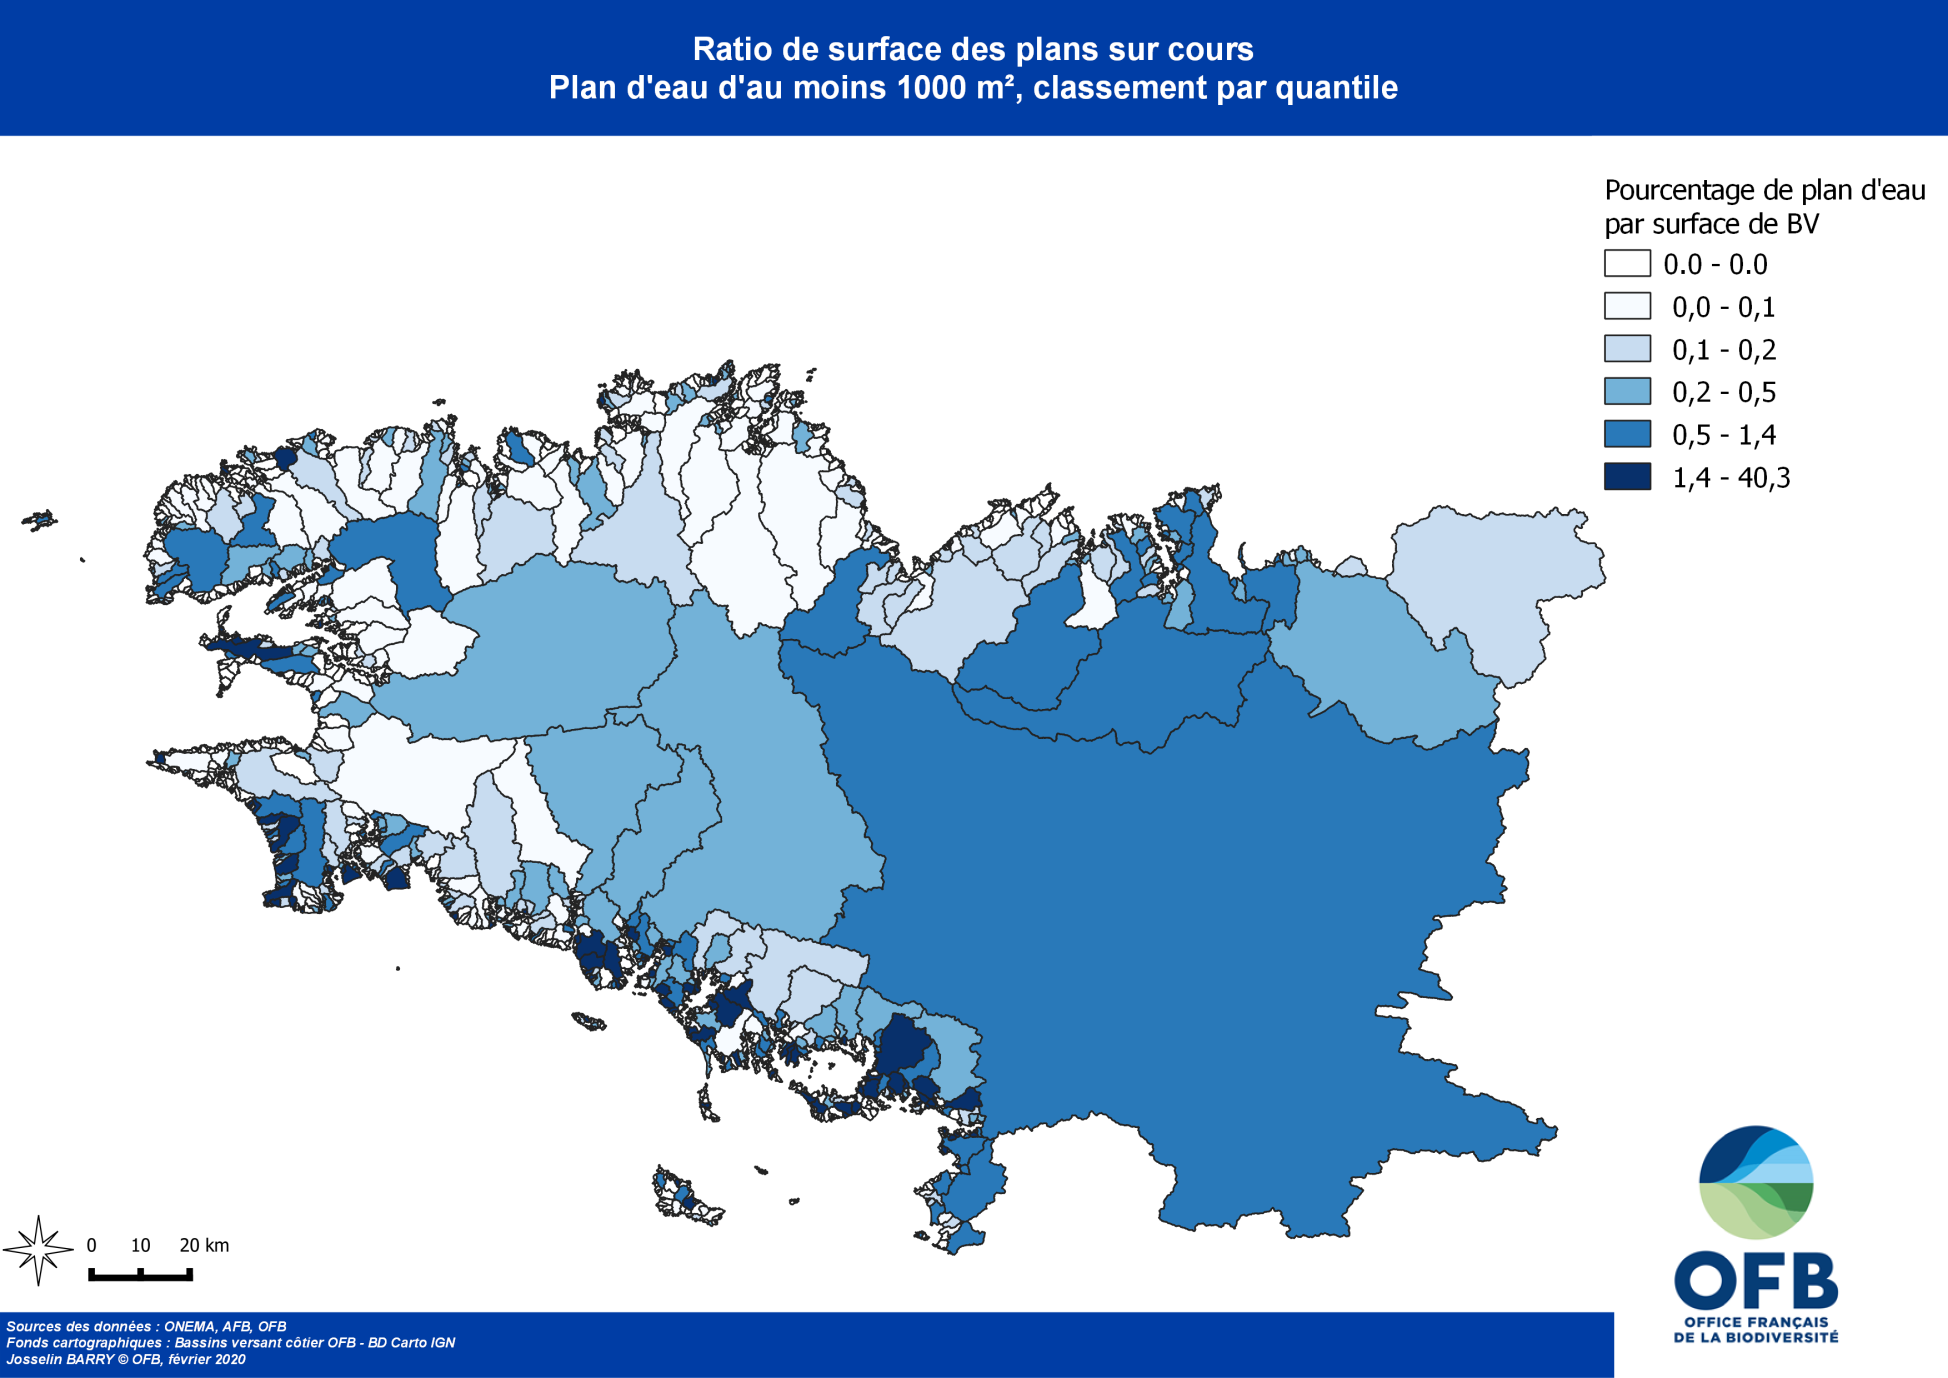 Ratio de surface des plans sur cours
Plan d'eau d'au moins 1000 m², classement par quantile
Pourcentage de plan d'eau
par surface de BV
0.0 - 0.0
0,0 - 0,1
0,1 - 0,2
0,2 - 0,5
0,5 - 1,4
1,4 - 40,3
0 10 20 km
OFB
OFFICE FRANÇAIS
DE LA BIODIVERSITÉ
Sources des données : ONEMA, AFB, OFB
Fonds cartographiques : Bassins versant côtier OFB - BD Carto IGN
Josselin BARRY © OFB, février 2020